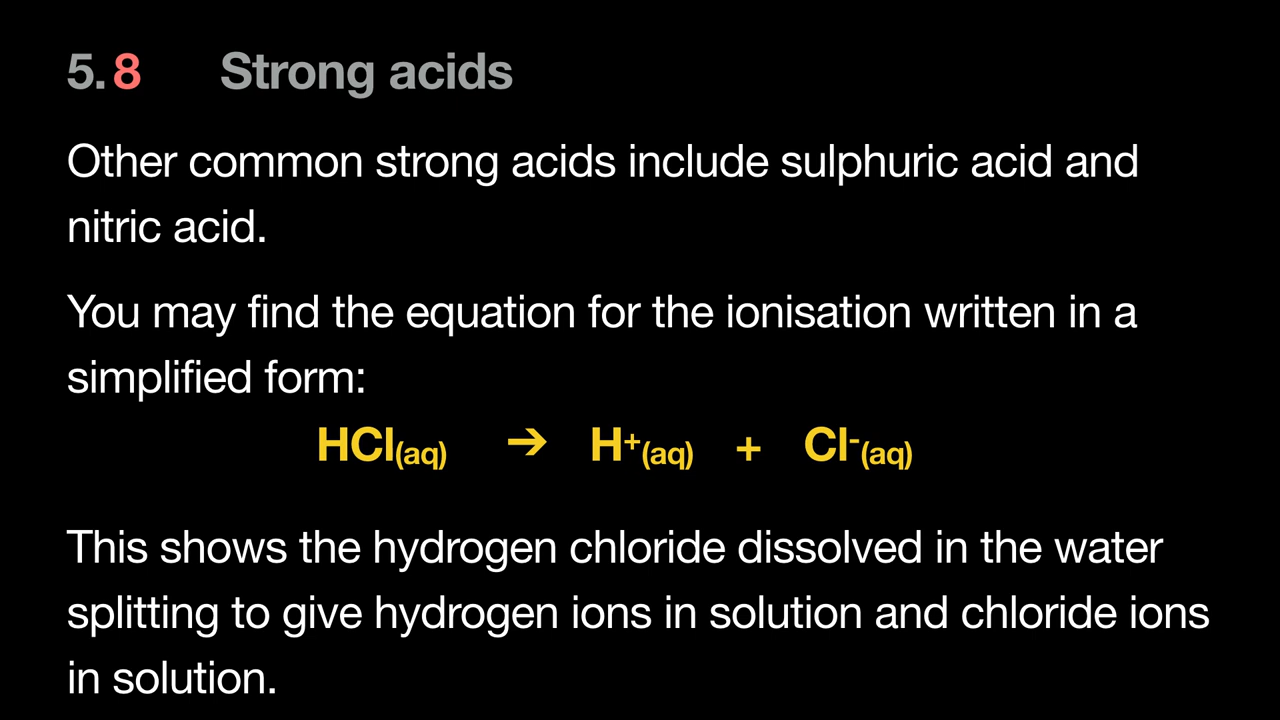 5.8 Strong acids
Other common strong acids include sulphuric acid and
nitric acid.
You may find the equation for the ionisation written in a
simplified form:
HCl(aq) ➔ H⁺(aq) + Cl⁻(aq)
This shows the hydrogen chloride dissolved in the water
splitting to give hydrogen ions in solution and chloride ions
in solution.